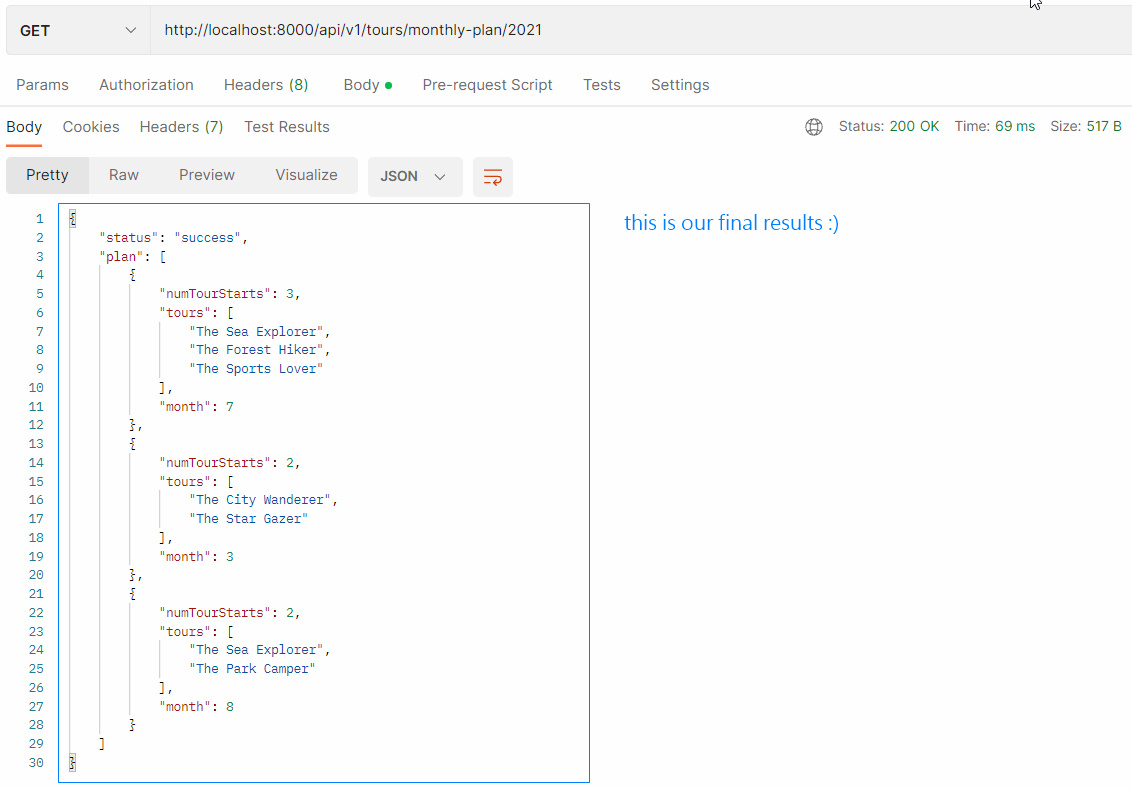 GET http://localhost:8000/api/v1/tours/monthly-plan/2021
Params Authorization Headers (8) Body Pre-request Script Tests Settings
Body Cookies Headers (7) Test Results Status: 200 OK Time: 69 ms Size: 517 B
Pretty Raw Preview Visualize JSON
this is our final results :)
1 {
2 "status": "success",
3 "plan": [
4 {
5 "numTourStarts": 3,
6 "tours": [
7 "The Sea Explorer",
8 "The Forest Hiker",
9 "The Sports Lover"
10 ],
11 "month": 7
12 },
13 {
14 "numTourStarts": 2,
15 "tours": [
16 "The City Wanderer",
17 "The Star Gazer"
18 ],
19 "month": 3
20 },
21 {
22 "numTourStarts": 2,
23 "tours": [
24 "The Sea Explorer",
25 "The Park Camper"
26 ],
27 "month": 8
28 }
29 ]
30 }